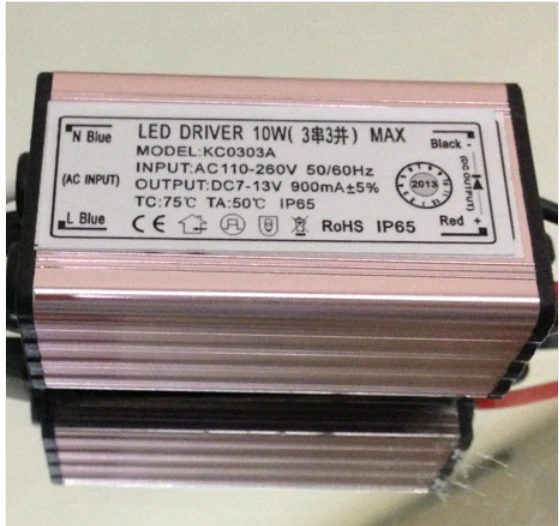 LED DRIVER 10W( 3串3并) MAX
MODEL:KC0303A
INPUT:AC110-260V 50/60Hz
OUTPUT:DC7-13V 900mA±5%
TC:75℃ TA:50℃ IP65
CE RoHS IP65
N Blue
(AC INPUT)
L Blue
Black -
(DC OUTPUT)
Red +
2013